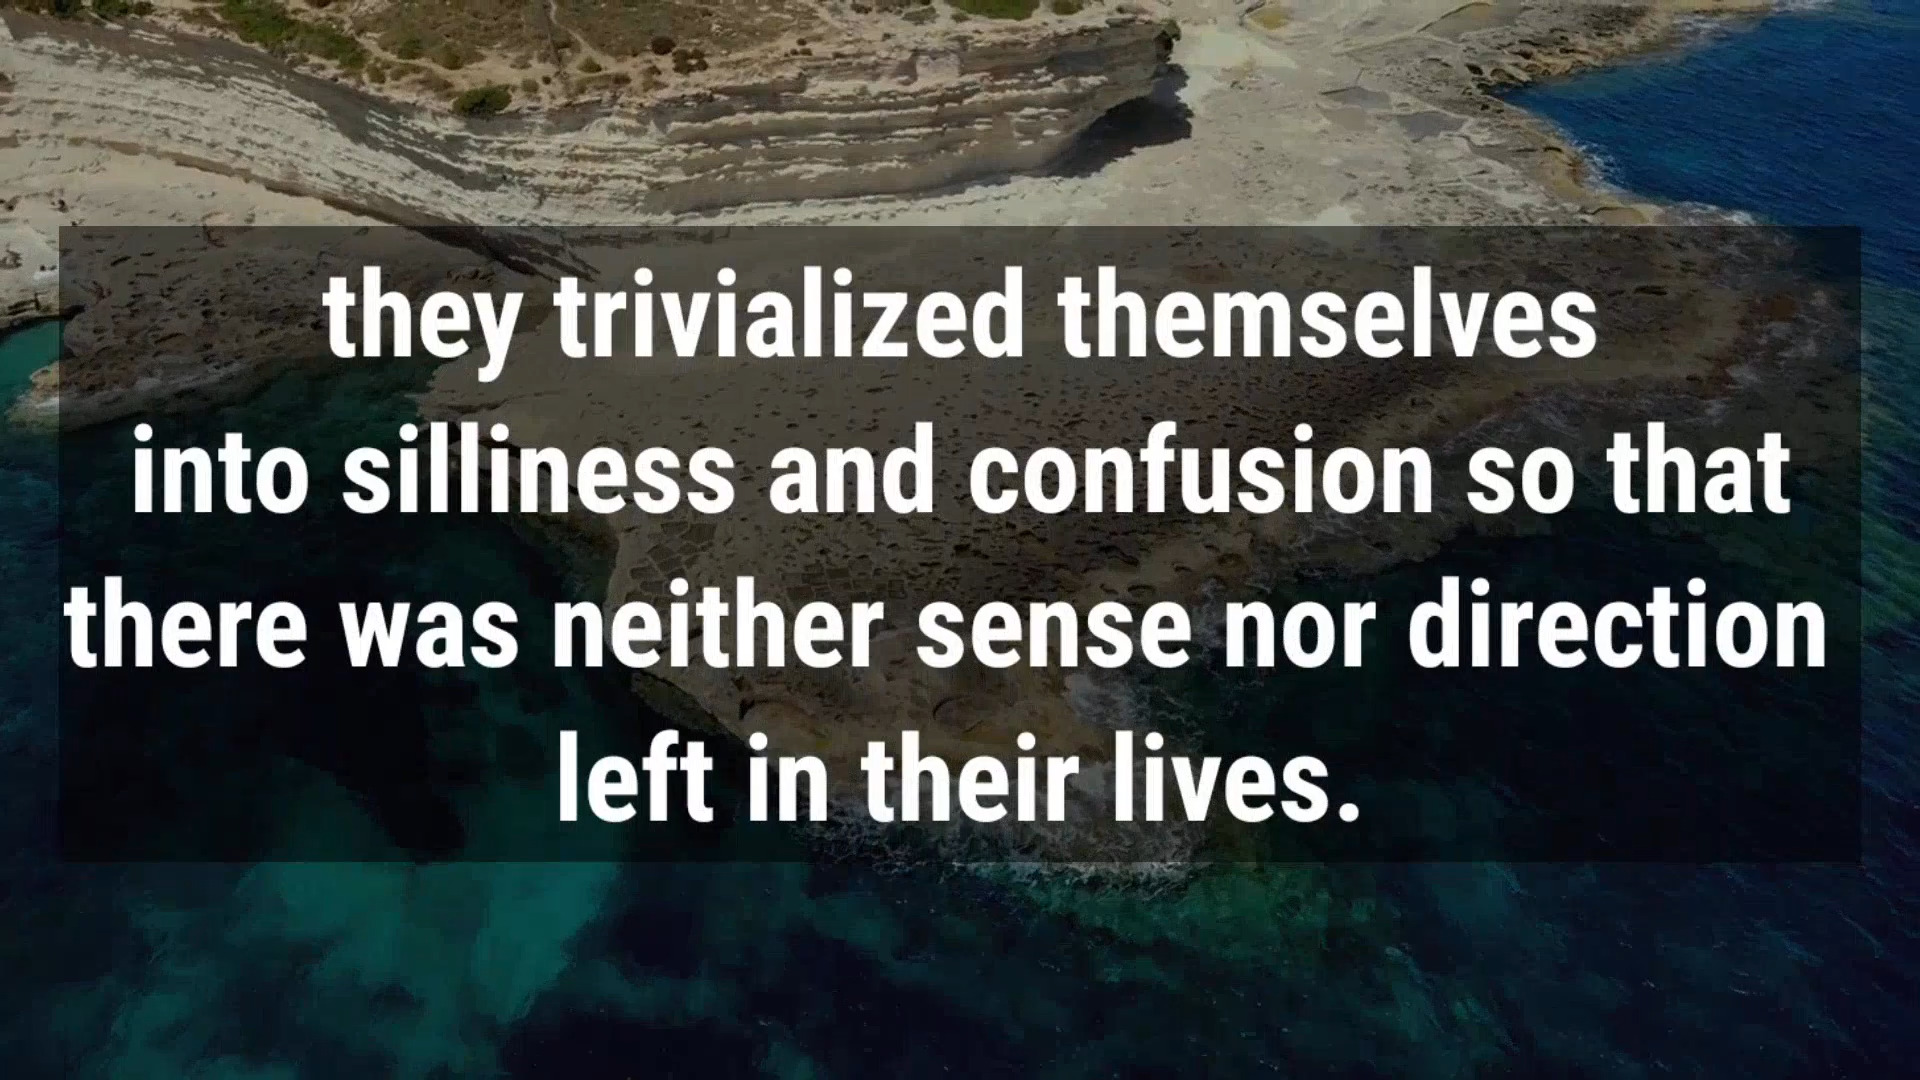 they trivialized themselves
into silliness and confusion so that
there was neither sense nor direction
left in their lives.